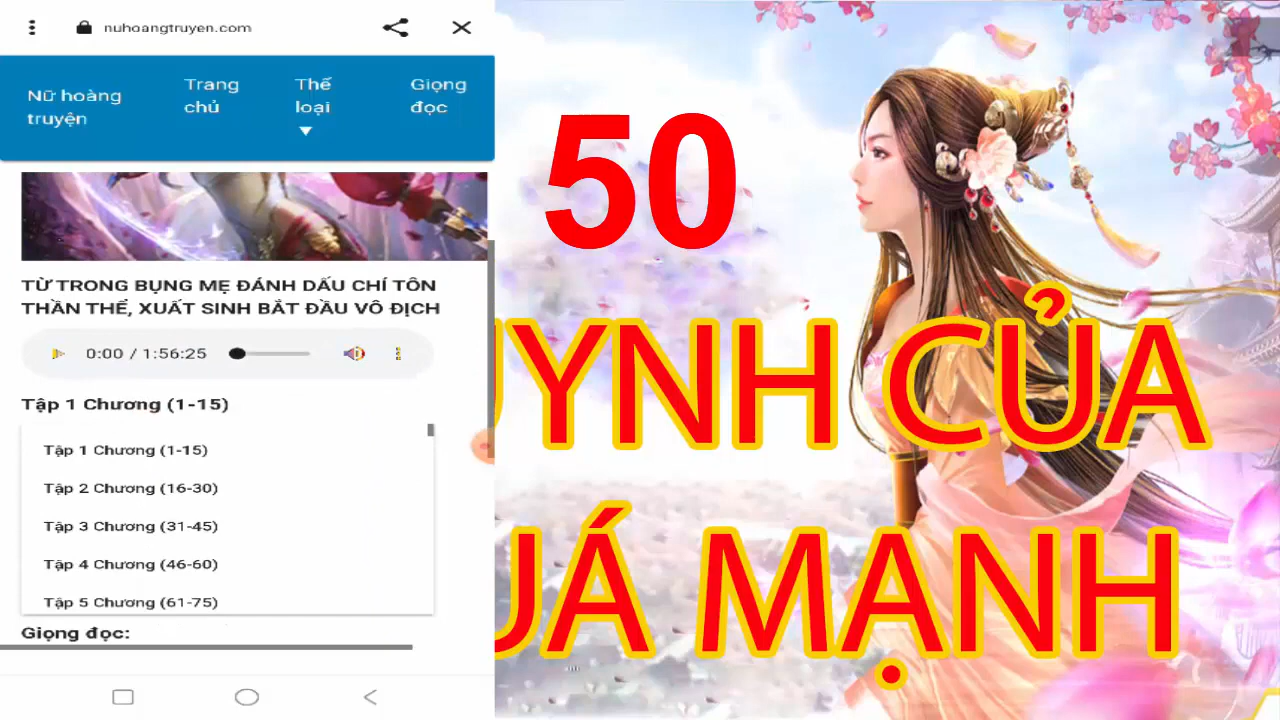 nuhoangtruyen.com
Nữ hoàng
truyện
Trang
chủ
Thể
loại
Giọng
đọc
TỪ TRONG BỤNG MẸ ĐÁNH DẤU CHÍ TÔN
THẦN THỂ, XUẤT SINH BẮT ĐẦU VÔ ĐỊCH
0:00 / 1:56:25
Tập 1 Chương (1-15)
Tập 1 Chương (1-15)
Tập 2 Chương (16-30)
Tập 3 Chương (31-45)
Tập 4 Chương (46-60)
Tập 5 Chương (61-75)
Giọng đọc:
50
UYNH CỦA
UÁ MẠNH